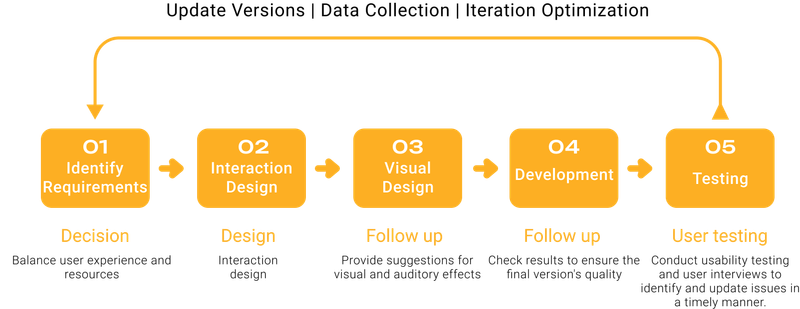 Update Versions | Data Collection | Iteration Optimization
01
Identify
Requirements
02
Interaction
Design
03
Visual
Design
04
Development
05
Testing
Decision
Balance user experience and
resources
Design
Interaction
design
Follow up
Provide suggestions for
visual and auditory effects
Follow up
Check results to ensure the
final version's quality
User testing
Conduct usability testing
and user interviews to
identify and update issues in
a timely manner.